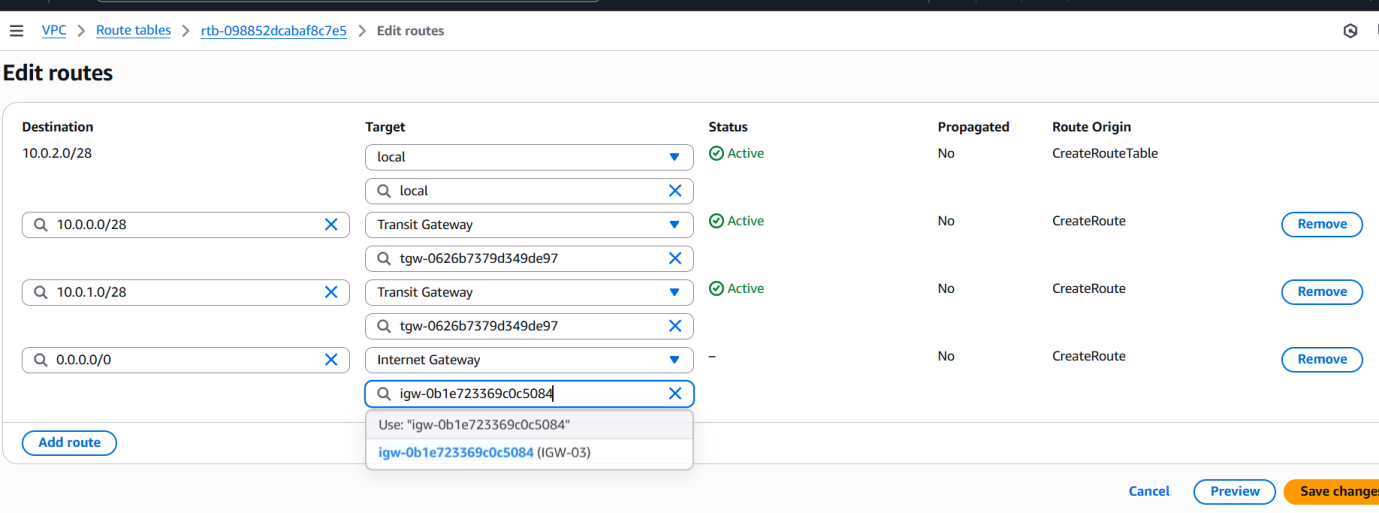 VPC > Route tables > rtb-098852dcabaf8c7e5 > Edit routes
Edit routes
Destination Target Status Propagated Route Origin
10.0.2.0/28 local Active No CreateRouteTable
local
10.0.0.0/28 Transit Gateway Active No CreateRoute Remove
tgw-0626b7379d349de97
10.0.1.0/28 Transit Gateway Active No CreateRoute Remove
tgw-0626b7379d349de97
0.0.0.0/0 Internet Gateway – No CreateRoute Remove
igw-0b1e723369c0c5084
Use: "igw-0b1e723369c0c5084"
Add route
igw-0b1e723369c0c5084 (IGW-03)
Cancel Preview Save changes